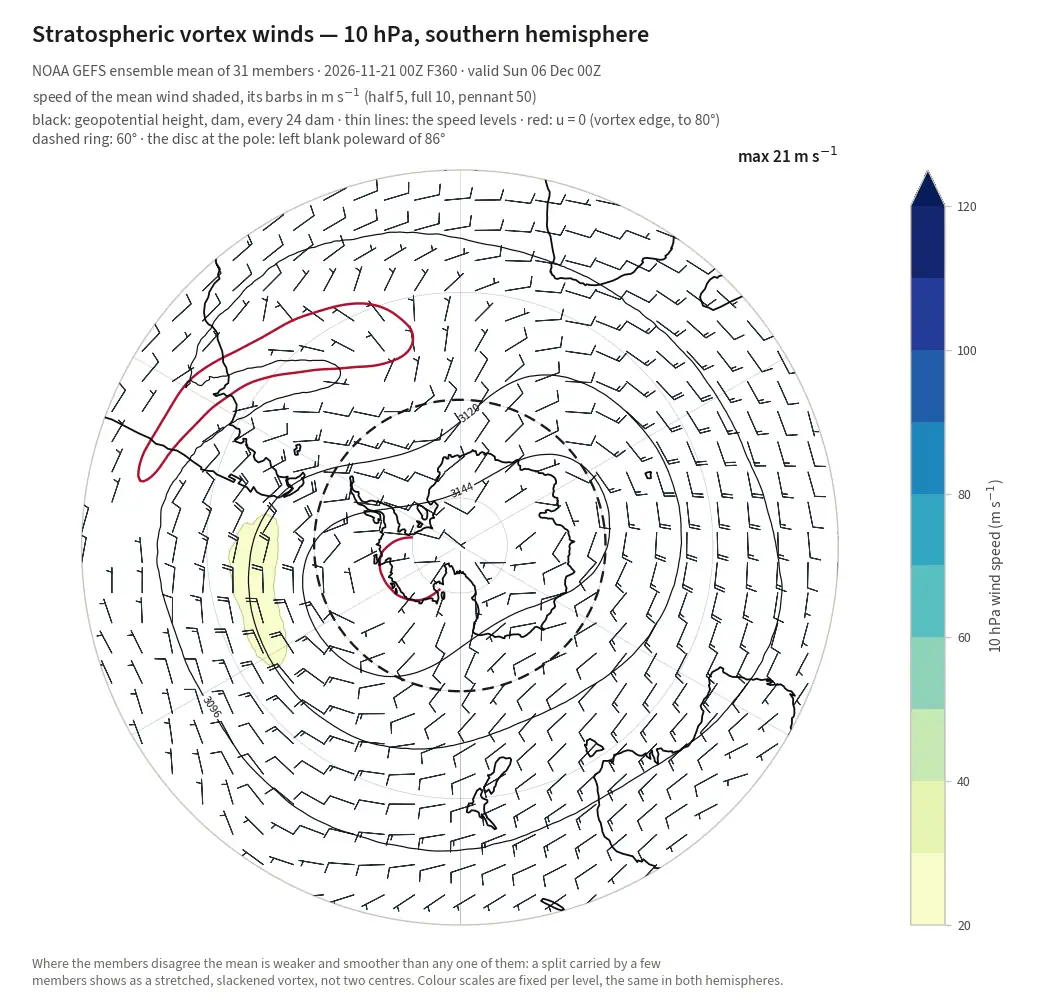 Stratospheric vortex winds — 10 hPa, southern hemisphere
NOAA GEFS ensemble mean of 31 members · 2026-11-21 00Z F360 · valid Sun 06 Dec 00Z
speed of the mean wind shaded, its barbs in m s⁻¹ (half 5, full 10, pennant 50)
black: geopotential height, dam, every 24 dam · thin lines: the speed levels · red: u = 0 (vortex edge, to 80°)
dashed ring: 60° · the disc at the pole: left blank poleward of 86°
max 21 m s⁻¹
120
100
80
60
40
20
10 hPa wind speed (m s⁻¹)
3120
3144
3096
Where the members disagree the mean is weaker and smoother than any one of them: a split carried by a few
members shows as a stretched, slackened vortex, not two centres. Colour scales are fixed per level, the same in both hemispheres.